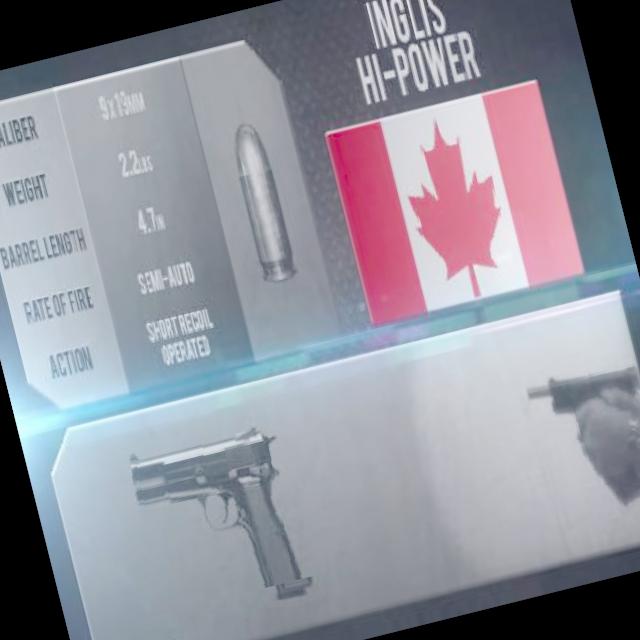 INGLIS
HI-POWER
CALIBER 9x19MM
WEIGHT 2.2LBS
BARREL LENGTH 4.7IN
RATE OF FIRE SEMI-AUTO
ACTION SHORT RECOIL
OPERATED